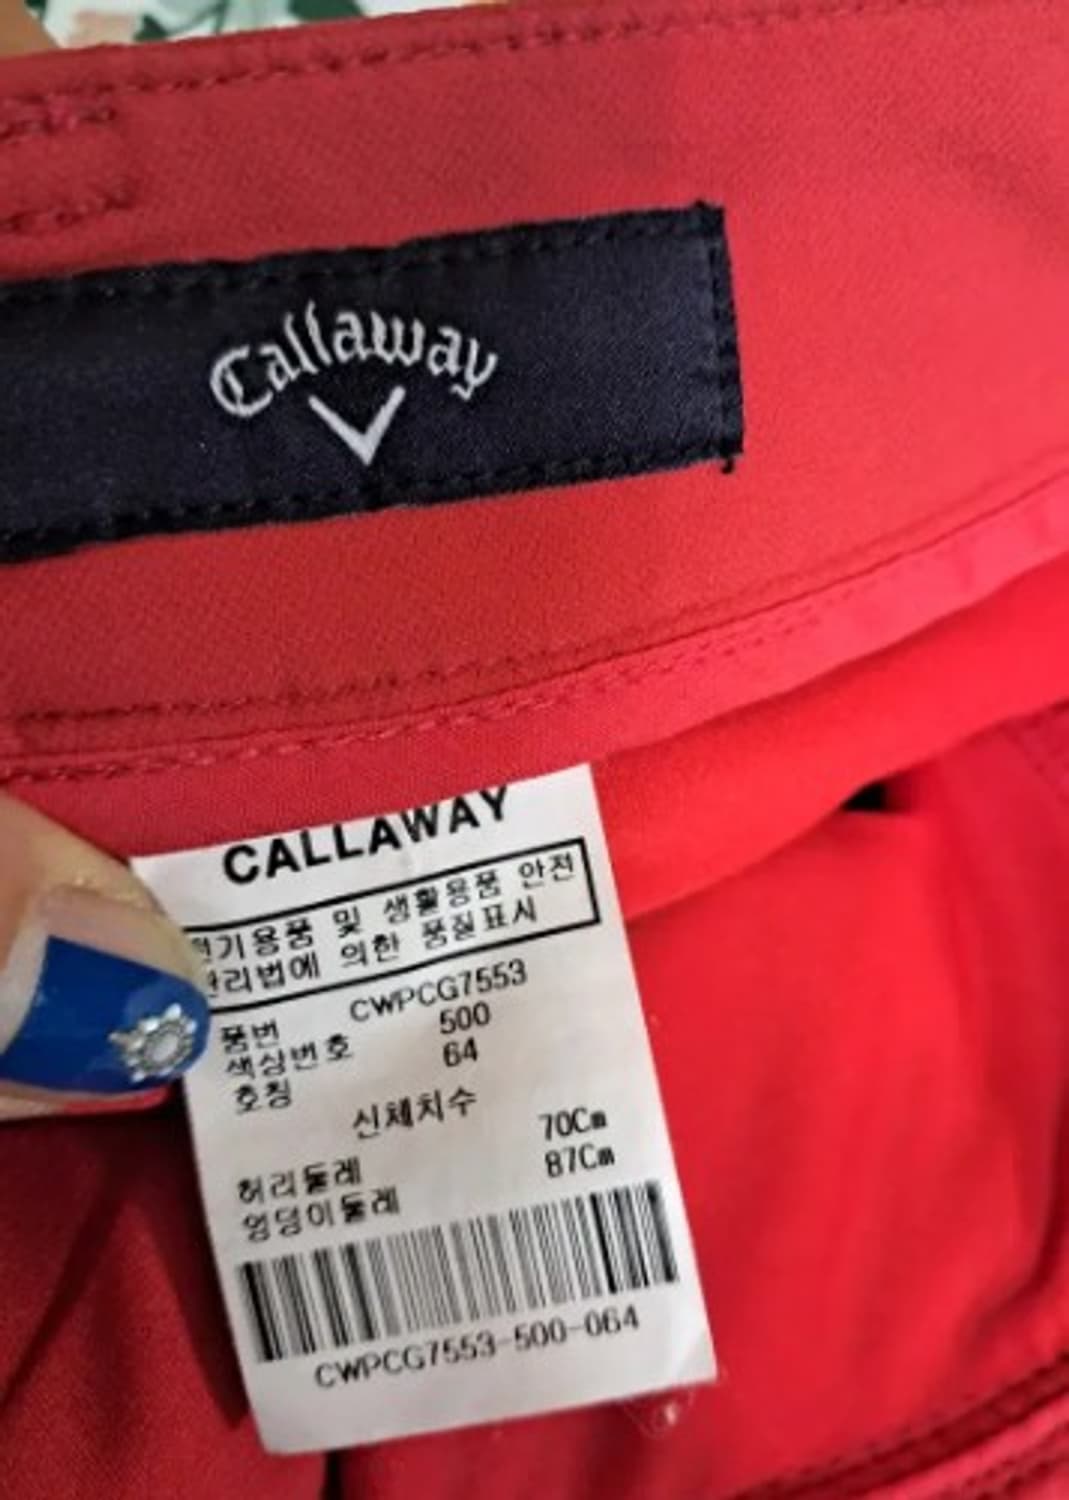 Callaway
CALLAWAY
전기용품 및 생활용품 안전
관리법에 의한 품질표시
품번 CWPCG7553
색상번호 500
호칭 64
신체치수
허리둘레 70Cm
엉덩이둘레 87Cm
CWPCG7553-500-064